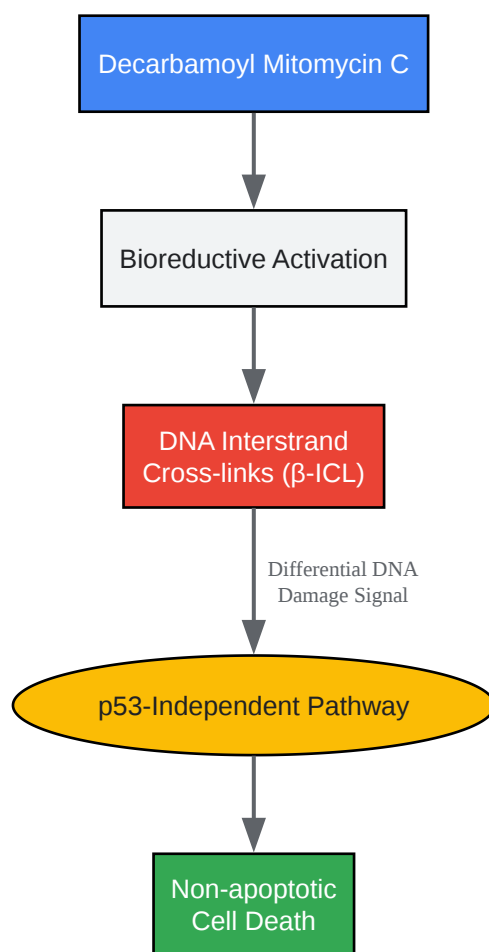 Decarbamoyl Mitomycin C
Bioreductive Activation
DNA Interstrand
Cross-links (β-ICL)
Differential DNA
Damage Signal
p53-Independent Pathway
Non-apoptotic
Cell Death